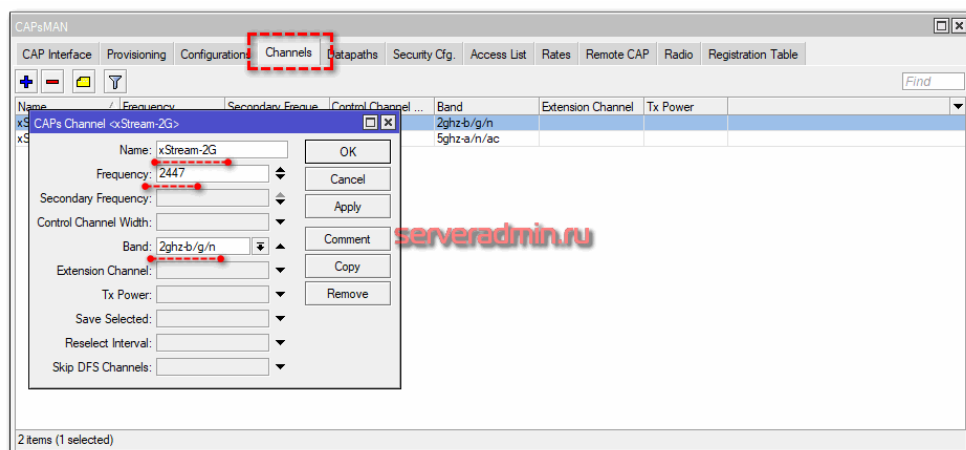 CAPsMAN
CAP Interface Provisioning Configurations Channels Datapaths Security Cfg. Access List Rates Remote CAP Radio Registration Table
Find
Name Frequency Secondary Freque... Control Channel ... Band Extension Channel Tx Power
xS 2ghz-b/g/n
xS 5ghz-a/n/ac
CAPs Channel <xStream-2G>
Name: xStream-2G OK
Frequency: 2447 Cancel
Secondary Frequency: Apply
Control Channel Width:
Band: 2ghz-b/g/n Comment
Extension Channel: Copy
Tx Power: Remove
Save Selected:
Reselect Interval:
Skip DFS Channels:
serveradmin.ru
2 items (1 selected)